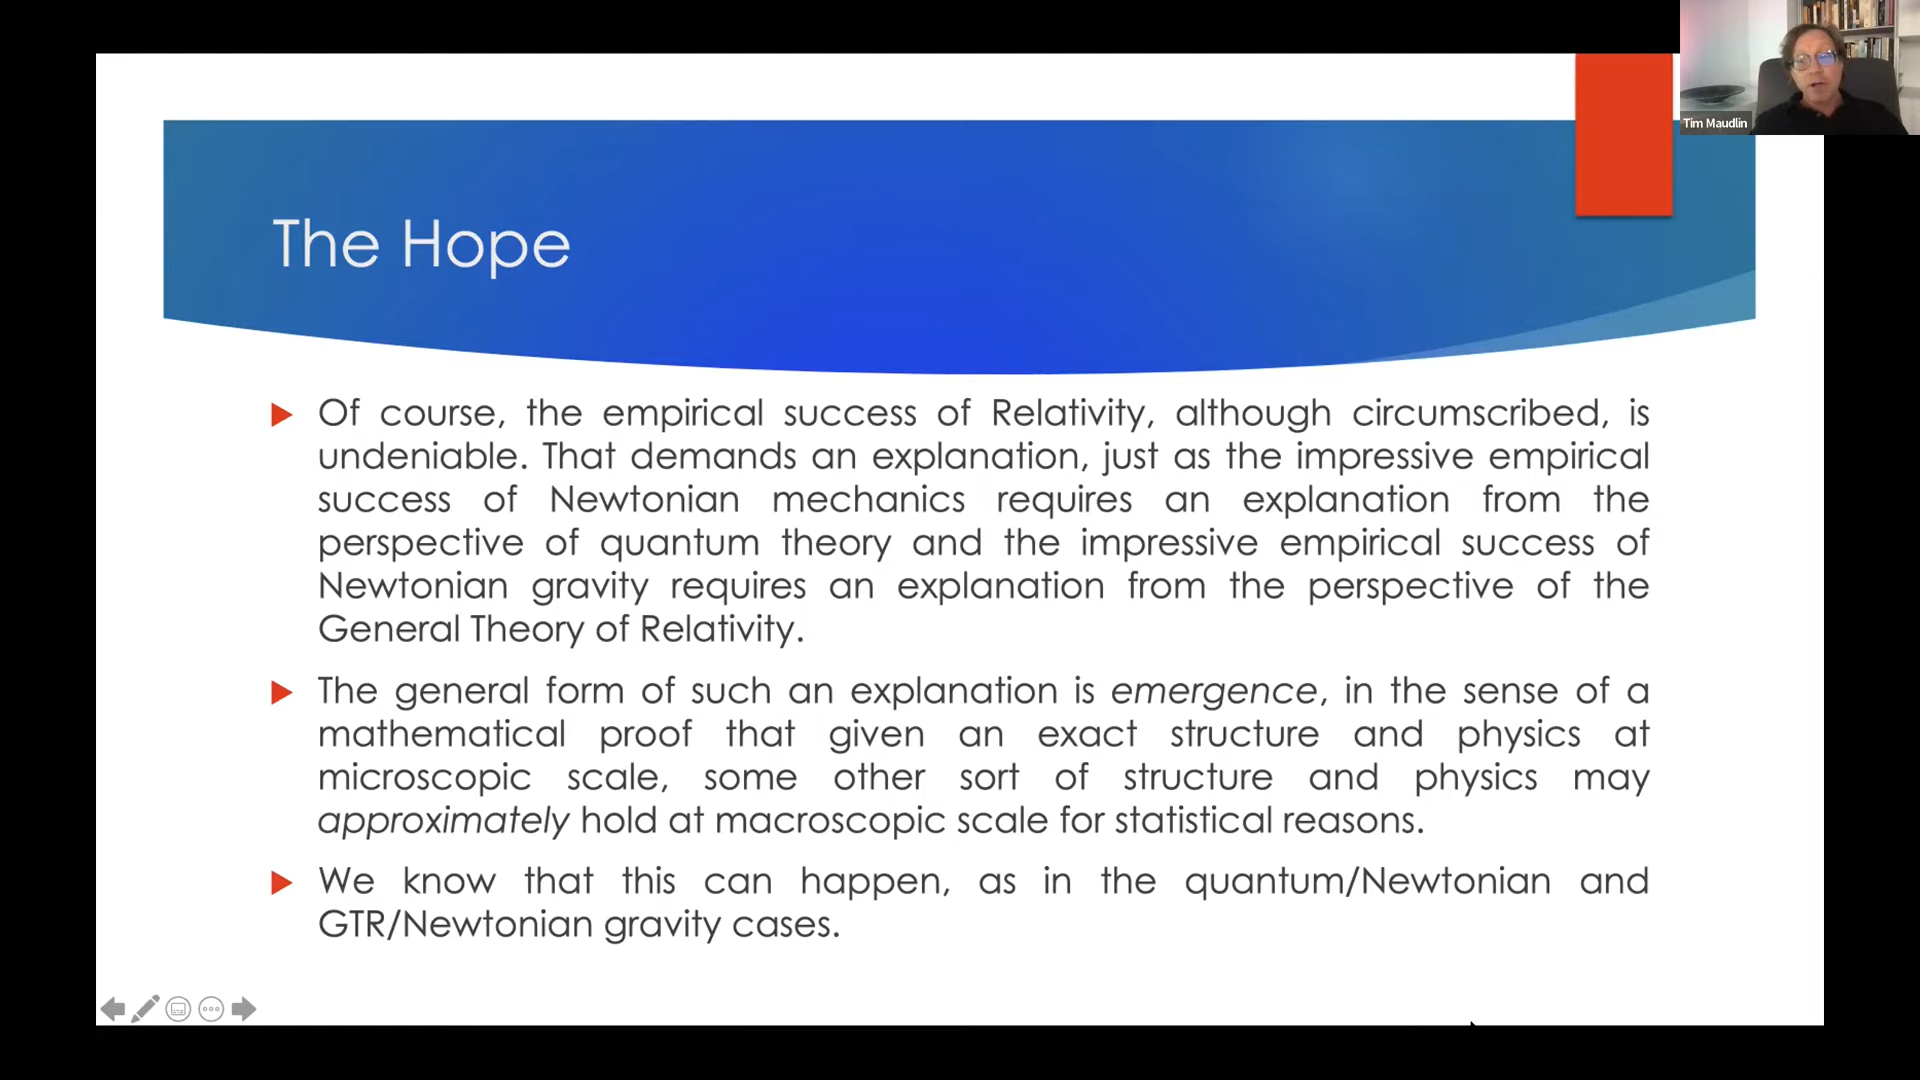 Tim Maudlin
The Hope
Of course, the empirical success of Relativity, although circumscribed, is
undeniable. That demands an explanation, just as the impressive empirical
success of Newtonian mechanics requires an explanation from the
perspective of quantum theory and the impressive empirical success of
Newtonian gravity requires an explanation from the perspective of the
General Theory of Relativity.
The general form of such an explanation is emergence, in the sense of a
mathematical proof that given an exact structure and physics at
microscopic scale, some other sort of structure and physics may
approximately hold at macroscopic scale for statistical reasons.
We know that this can happen, as in the quantum/Newtonian and
GTR/Newtonian gravity cases.